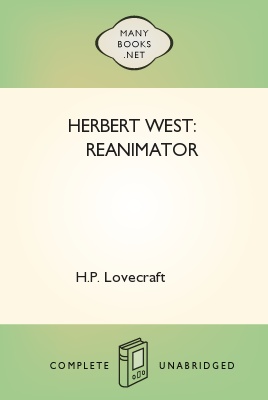 MANY
BOOKS
.NET
HERBERT WEST:
REANIMATOR
H.P. Lovecraft
COMPLETE UNABRIDGED